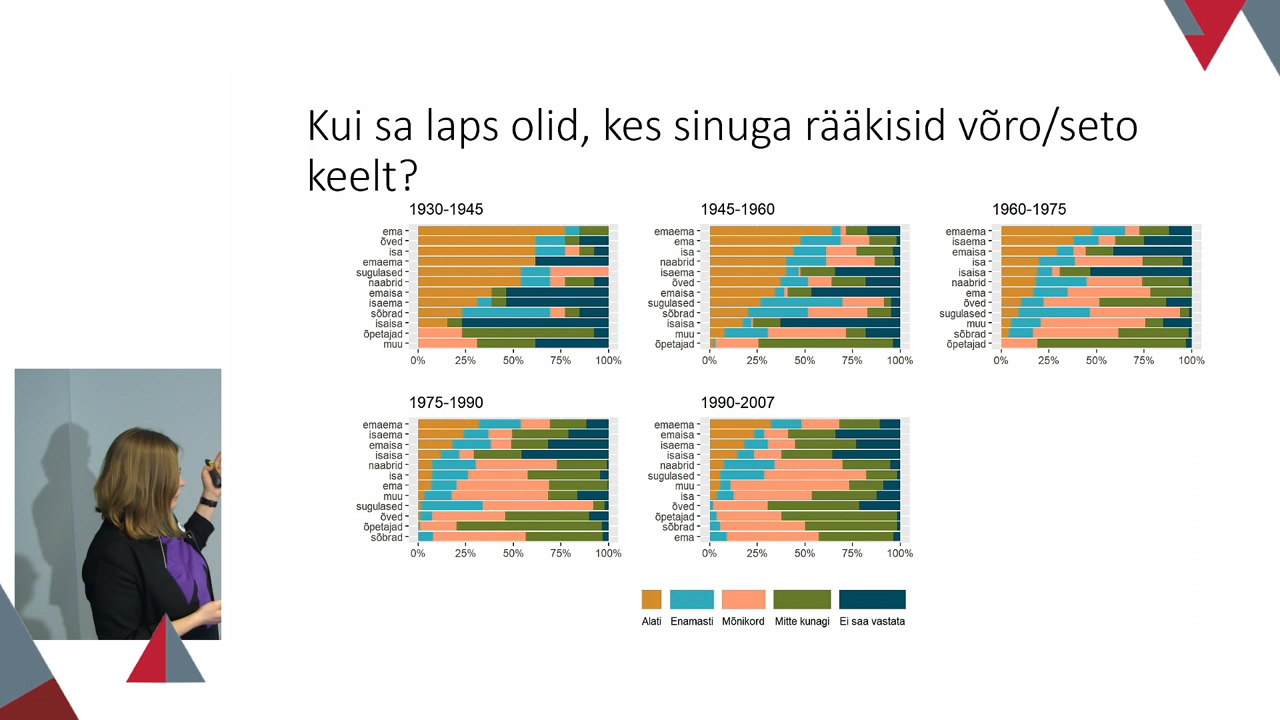 Kui sa laps olid, kes sinuga rääkisid võro/seto
keelt?
1930-1945
ema
õved
isa
emaema
sugulased
naabrid
emaisa
isaema
sõbrad
isaisa
õpetajad
muu
0% 25% 50% 75% 100%
1945-1960
emaema
ema
isa
naabrid
isaema
õved
emaisa
sugulased
sõbrad
isaisa
muu
õpetajad
0% 25% 50% 75% 100%
1960-1975
emaema
isaema
emaisa
isa
isaisa
naabrid
ema
õved
sugulased
muu
sõbrad
õpetajad
0% 25% 50% 75% 100%
1975-1990
emaema
isaema
emaisa
isaisa
naabrid
isa
ema
muu
sugulased
õved
õpetajad
sõbrad
0% 25% 50% 75% 100%
1990-2007
emaema
emaisa
isaema
isaisa
naabrid
sugulased
muu
isa
õved
õpetajad
sõbrad
ema
0% 25% 50% 75% 100%
Alati Enamasti Mõnikord Mitte kunagi Ei saa vastata